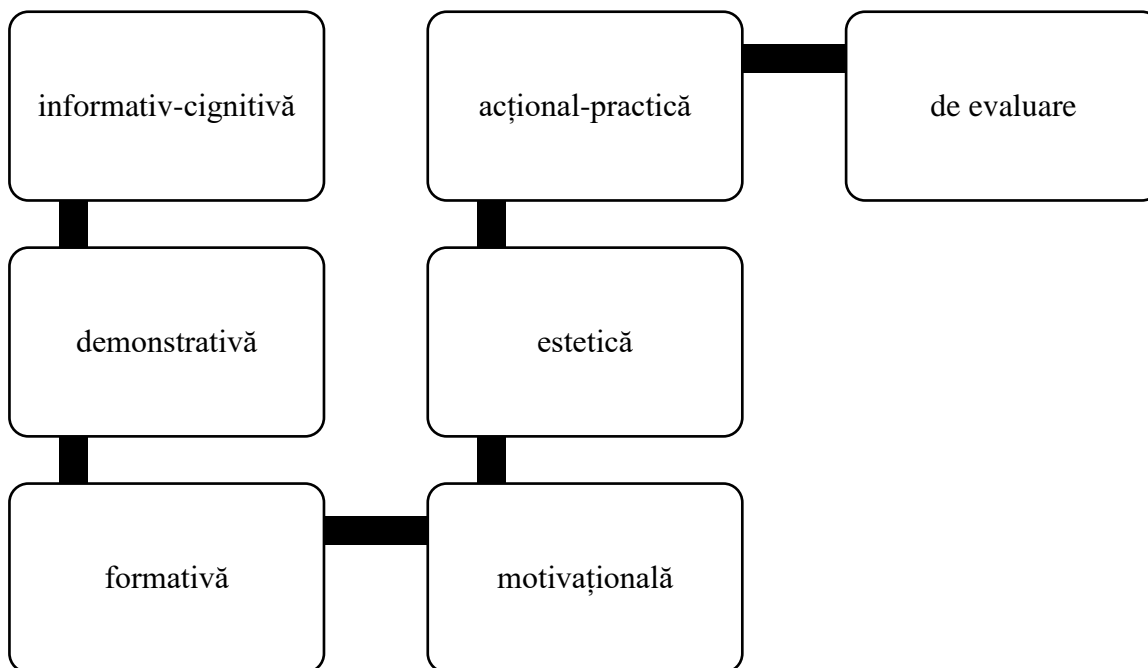 informativ-cignitivă
demonstrativă
formativă
motivațională
estetică
acțional-practică
de evaluare